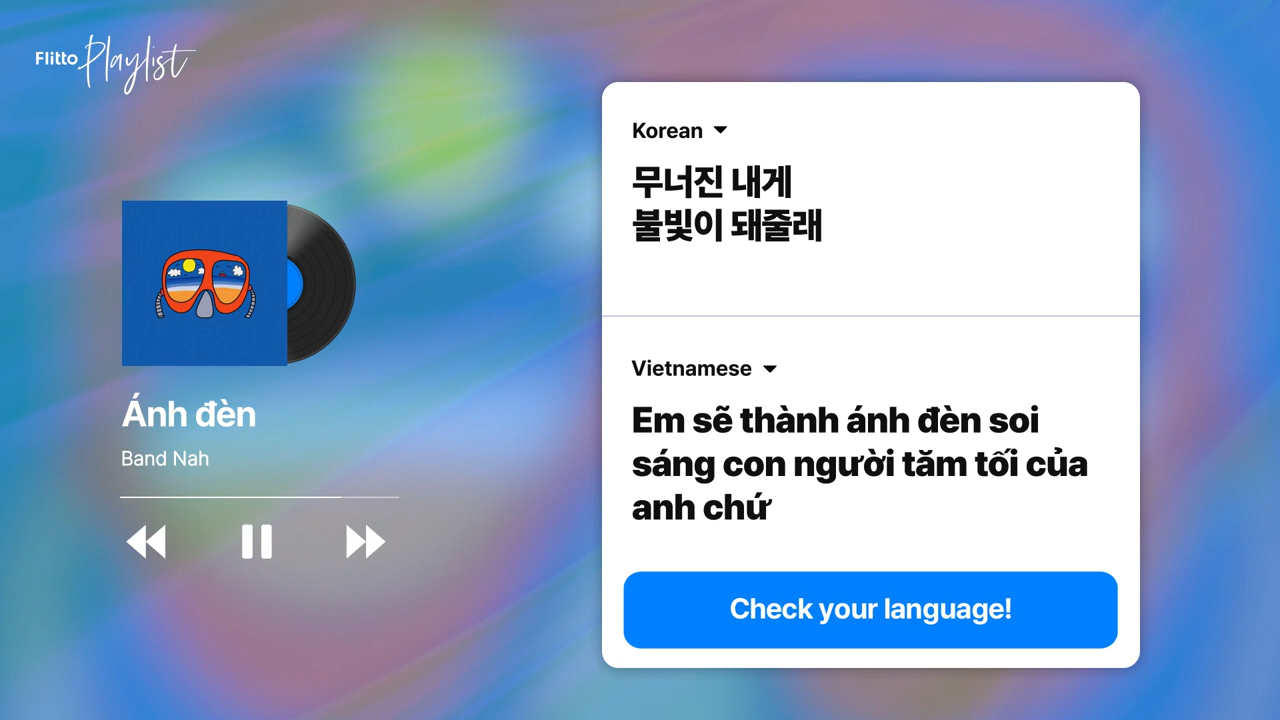 Flitto Playlist
Ánh đèn
Band Nah
Korean
무너진 내게
불빛이 돼줄래
Vietnamese
Em sẽ thành ánh đèn soi
sáng con người tăm tối của
anh chứ
Check your language!